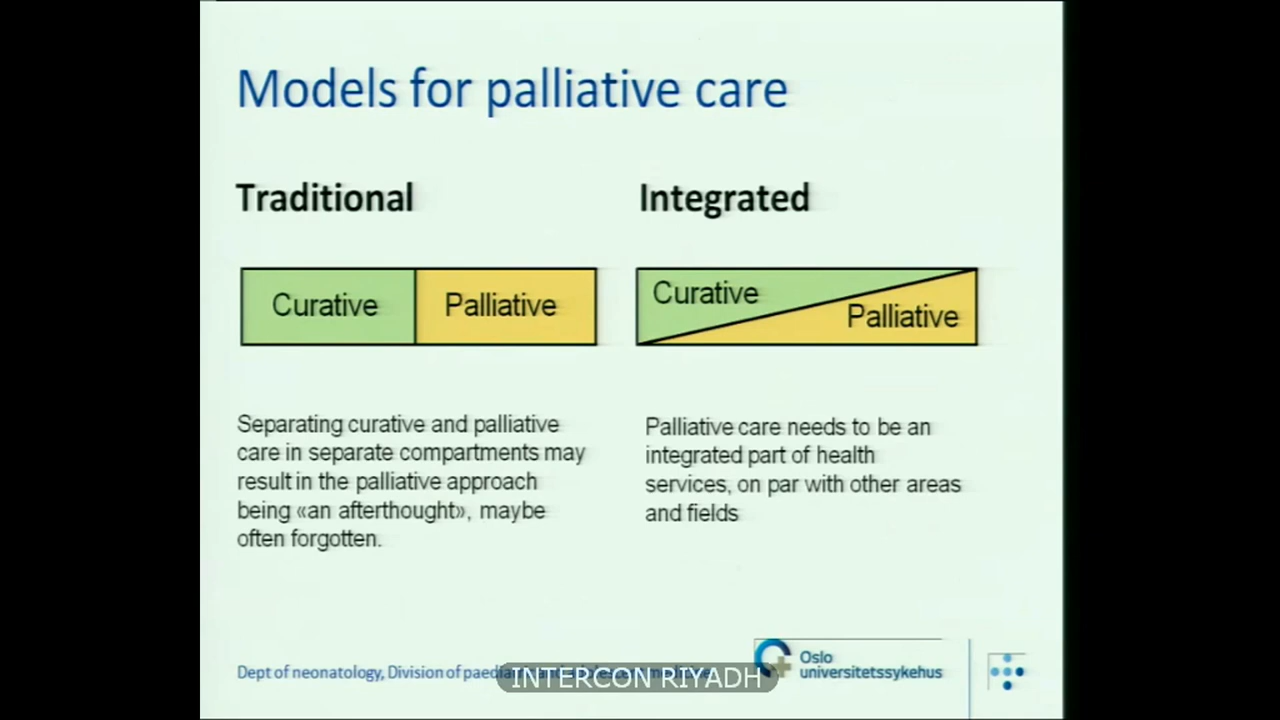 Models for palliative care
Traditional
Integrated
Curative
Palliative
Curative
Palliative
Separating curative and palliative
care in separate compartments may
result in the palliative approach
being «an afterthought», maybe
often forgotten.
Palliative care needs to be an
integrated part of health
services, on par with other areas
and fields
Dept of neonatology, Division of
INTERCON RIYADH
Oslo
universitetssykehus